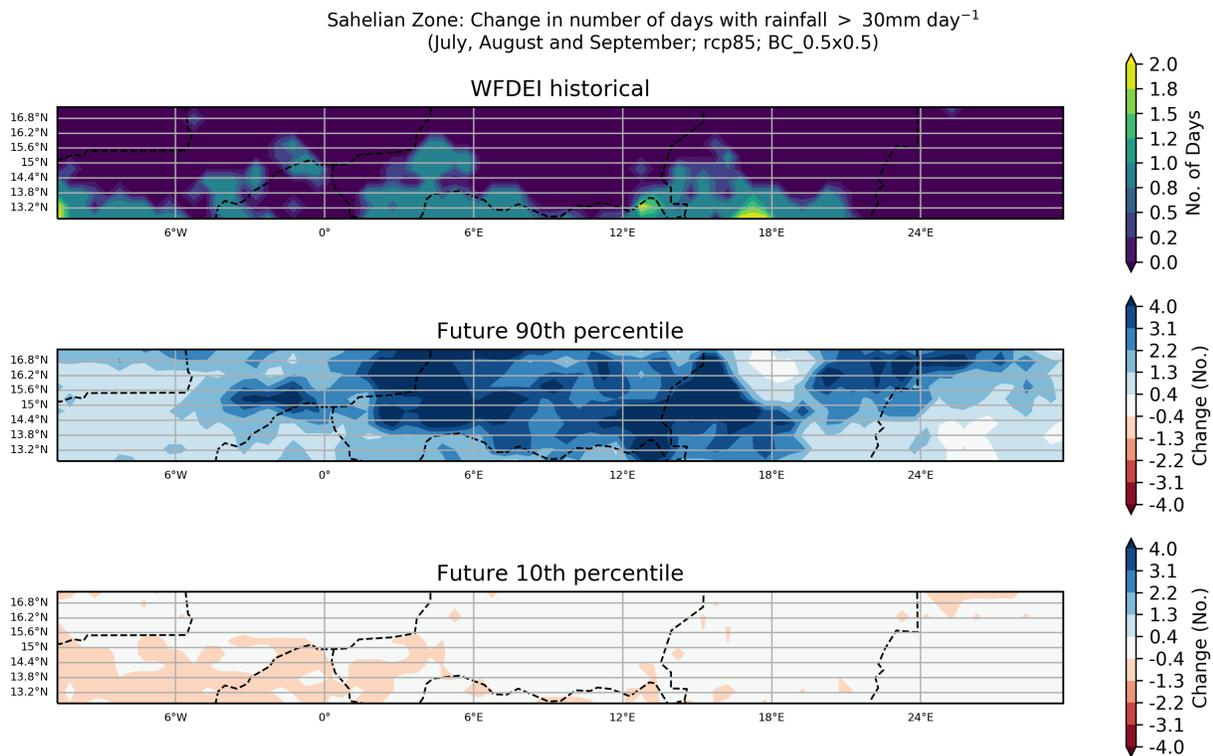 Sahelian Zone: Change in number of days with rainfall > 30mm day⁻¹
(July, August and September; rcp85; BC_0.5x0.5)
WFDEI historical
16.8°N
16.2°N
15.6°N
15°N
14.4°N
13.8°N
13.2°N
6°W
0°
6°E
12°E
18°E
24°E
2.0
1.8
1.5
1.2
1.0
0.8
0.5
0.2
0.0
No. of Days
Future 90th percentile
16.8°N
16.2°N
15.6°N
15°N
14.4°N
13.8°N
13.2°N
6°W
0°
6°E
12°E
18°E
24°E
4.0
3.1
2.2
1.3
0.4
-0.4
-1.3
-2.2
-3.1
-4.0
Change (No.)
Future 10th percentile
16.8°N
16.2°N
15.6°N
15°N
14.4°N
13.8°N
13.2°N
6°W
0°
6°E
12°E
18°E
24°E
4.0
3.1
2.2
1.3
0.4
-0.4
-1.3
-2.2
-3.1
-4.0
Change (No.)